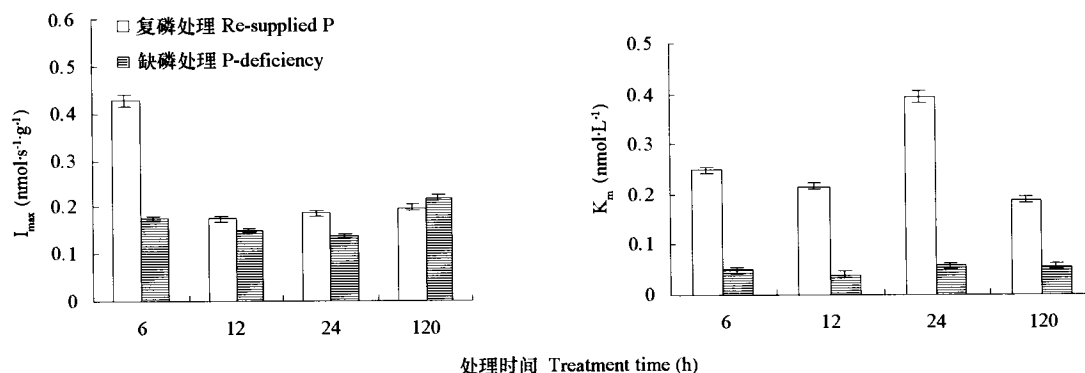 0.6
0.5
0.4
0.3
0.2
0.1
0
I_max (nmol·s⁻¹·g⁻¹)
复磷处理 Re-supplied P
缺磷处理 P-deficiency
6 12 24 120
0.5
0.4
0.3
0.2
0.1
0
K_m (nmol·L⁻¹)
6 12 24 120
处理时间 Treatment time (h)